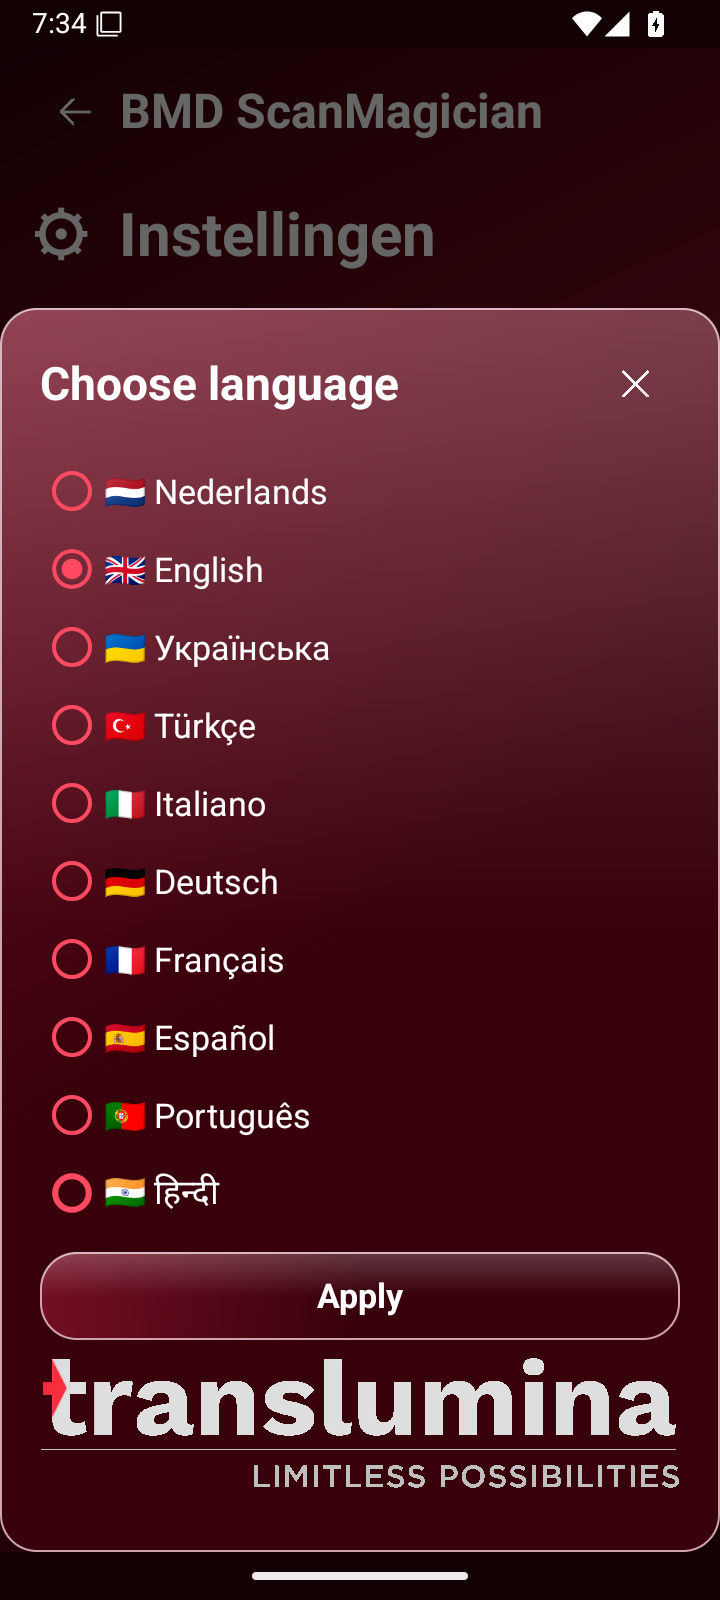 7:34
BMD ScanMagician
Instellingen
Choose language
Nederlands
English
Українська
Türkçe
Italiano
Deutsch
Français
Español
Português
हिन्दी
Apply
translumina
LIMITLESS POSSIBILITIES